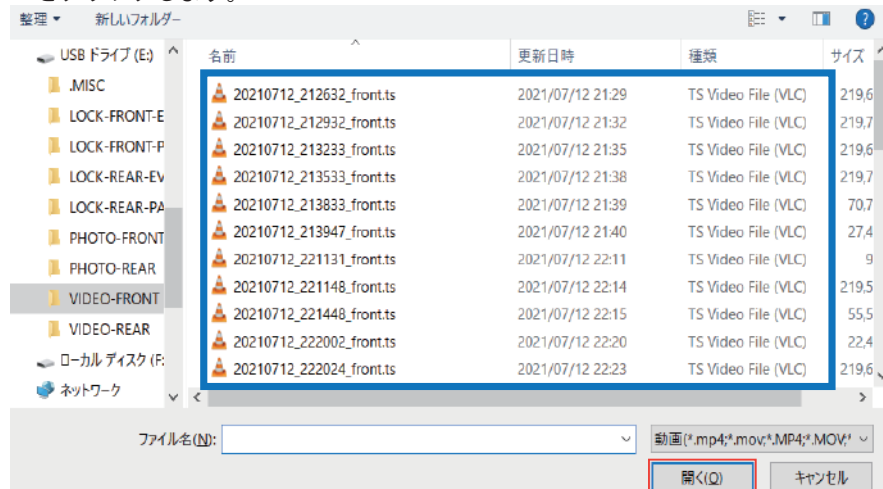 整理 新しいフォルダー
USB ドライブ (E:)
.MISC
LOCK-FRONT-E
LOCK-FRONT-P
LOCK-REAR-EV
LOCK-REAR-PA
PHOTO-FRONT
PHOTO-REAR
VIDEO-FRONT
VIDEO-REAR
ローカル ディスク (F:
ネットワーク
名前 更新日時 種類 サイズ
20210712_212632_front.ts 2021/07/12 21:29 TS Video File (VLC) 219,6
20210712_212932_front.ts 2021/07/12 21:32 TS Video File (VLC) 219,7
20210712_213233_front.ts 2021/07/12 21:35 TS Video File (VLC) 219,6
20210712_213533_front.ts 2021/07/12 21:38 TS Video File (VLC) 219,7
20210712_213833_front.ts 2021/07/12 21:39 TS Video File (VLC) 70,7
20210712_213947_front.ts 2021/07/12 21:40 TS Video File (VLC) 27,4
20210712_221131_front.ts 2021/07/12 22:11 TS Video File (VLC) 9
20210712_221148_front.ts 2021/07/12 22:14 TS Video File (VLC) 219,5
20210712_221448_front.ts 2021/07/12 22:15 TS Video File (VLC) 55,5
20210712_222002_front.ts 2021/07/12 22:20 TS Video File (VLC) 22,4
20210712_222024_front.ts 2021/07/12 22:23 TS Video File (VLC) 219,6
ファイル名(N): 動画(*.mp4;*.mov;*.MP4;*.MOV;*
開く(O) キャンセル